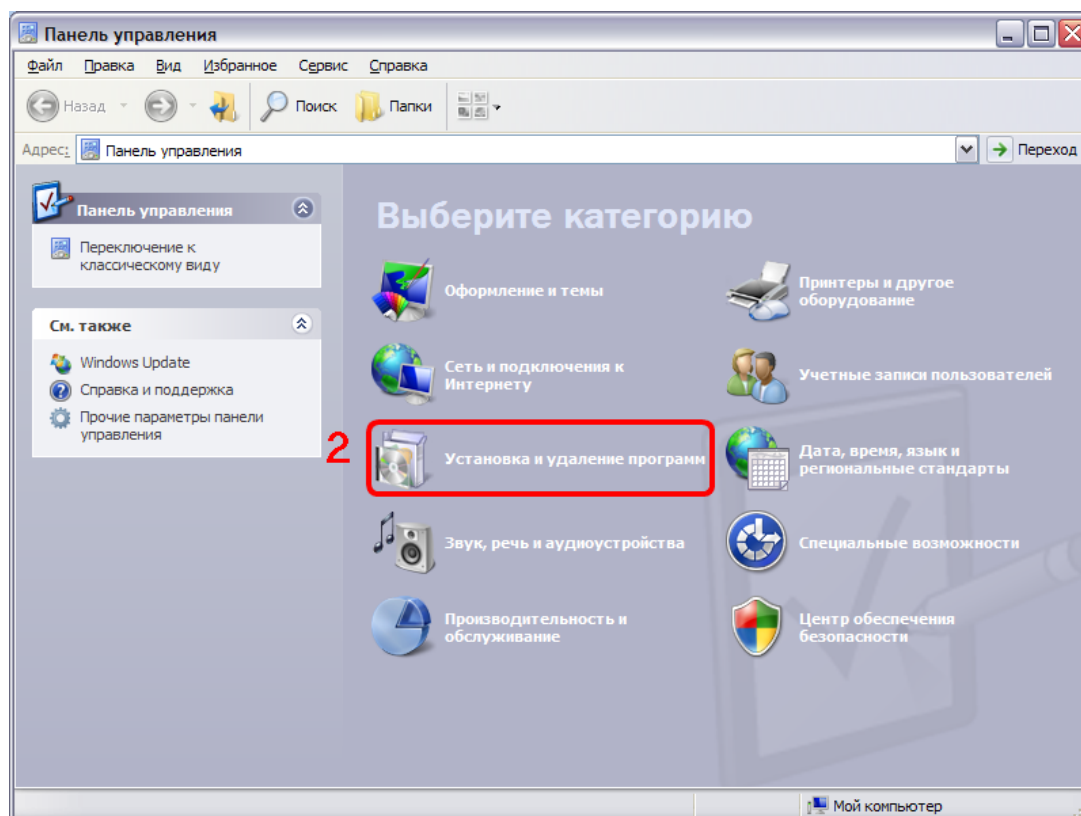 Панель управления
Файл Правка Вид Избранное Сервис Справка
Назад Поиск Папки
Адрес: Панель управления Переход
Панель управления
Переключение к
классическому виду
См. также
Windows Update
Справка и поддержка
Прочие параметры панели
управления
Выберите категорию
Оформление и темы
Принтеры и другое
оборудование
Сеть и подключения к
Интернету
Учетные записи пользователей
2
Установка и удаление программ
Дата, время, язык и
региональные стандарты
Звук, речь и аудиоустройства
Специальные возможности
Производительность и
обслуживание
Центр обеспечения
безопасности
Мой компьютер